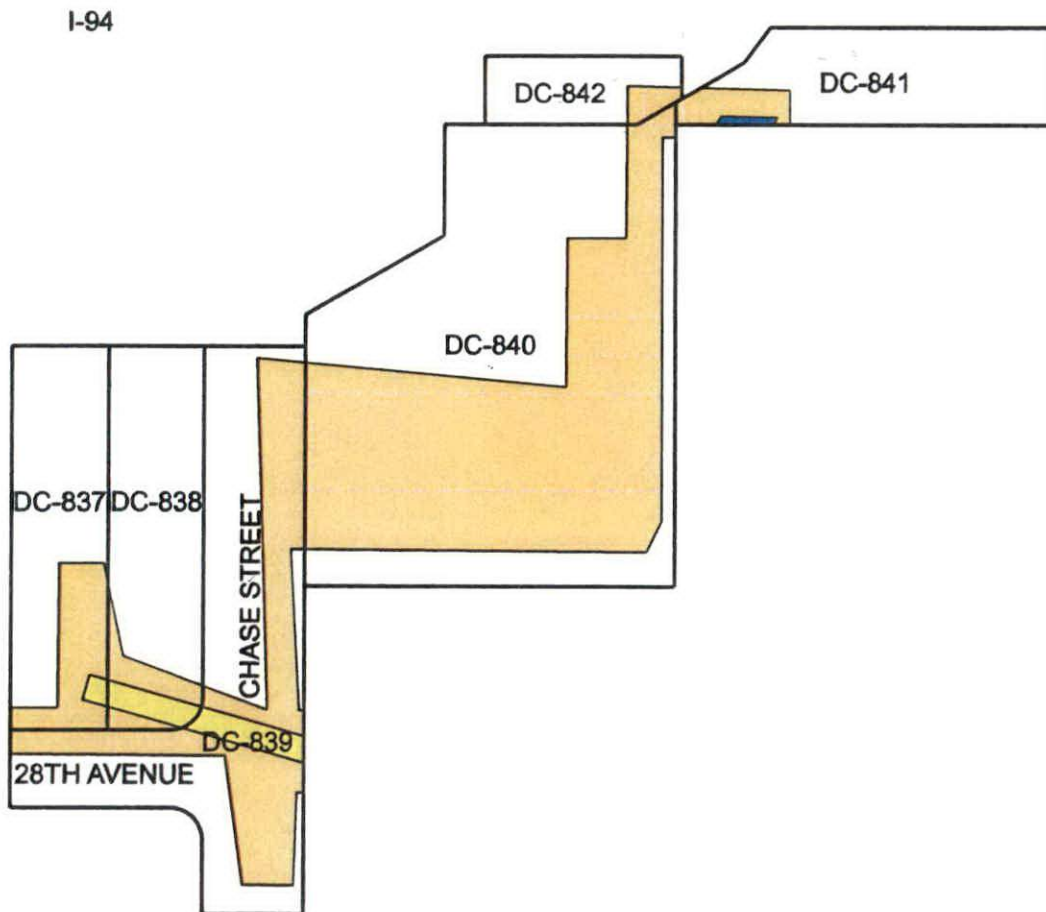 I-94
DC-842
DC-841
DC-840
DC-837
DC-838
CHASE STREET
DC-839
28TH AVENUE